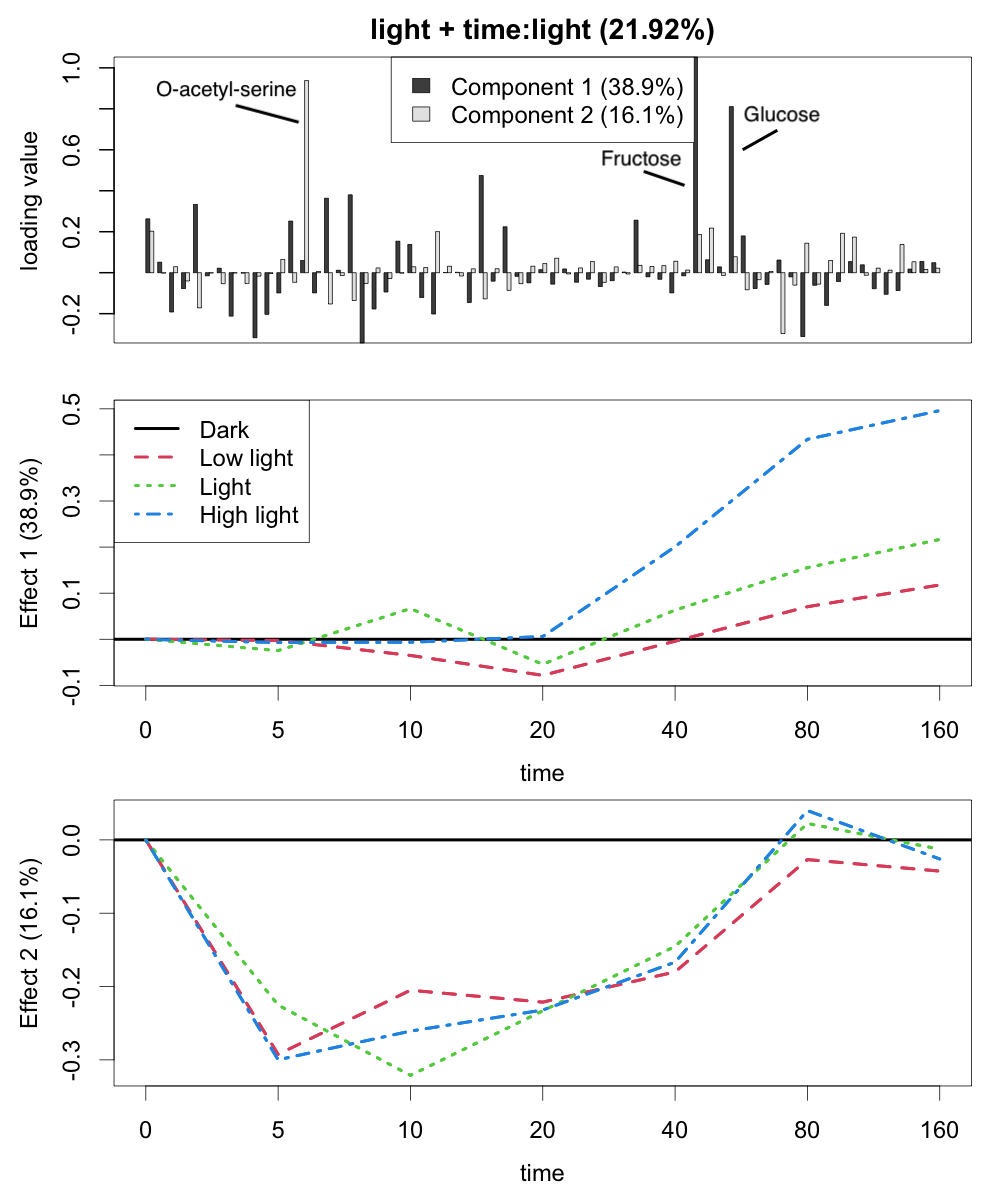 light + time:light (21.92%)
loading value
1.0
0.6
0.2
-0.2
O-acetyl-serine
Component 1 (38.9%)
Component 2 (16.1%)
Fructose
Glucose
Effect 1 (38.9%)
0.5
0.3
0.1
-0.1
Dark
Low light
Light
High light
0 5 10 20 40 80 160
time
Effect 2 (16.1%)
0.0
-0.1
-0.2
-0.3
0 5 10 20 40 80 160
time